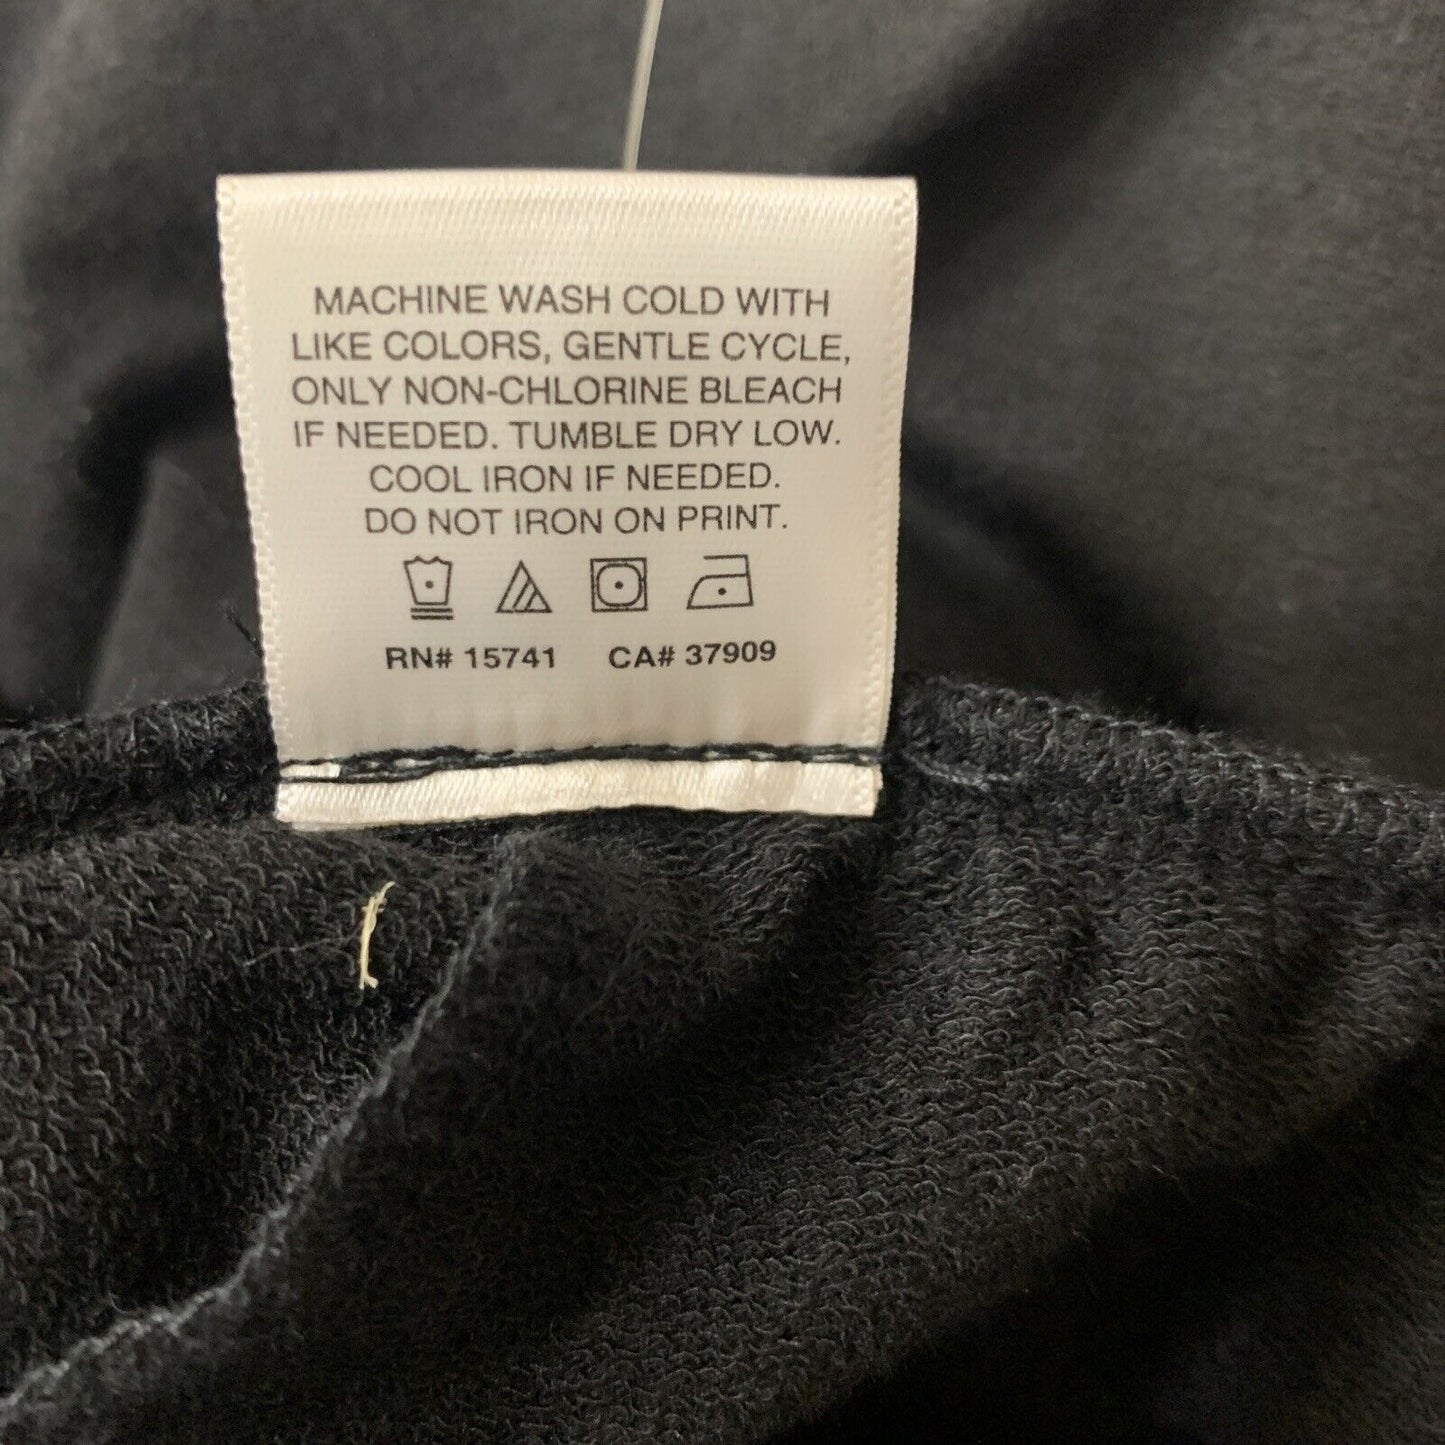 MACHINE WASH COLD WITH
LIKE COLORS, GENTLE CYCLE,
ONLY NON-CHLORINE BLEACH
IF NEEDED. TUMBLE DRY LOW.
COOL IRON IF NEEDED.
DO NOT IRON ON PRINT.
RN# 15741 CA# 37909